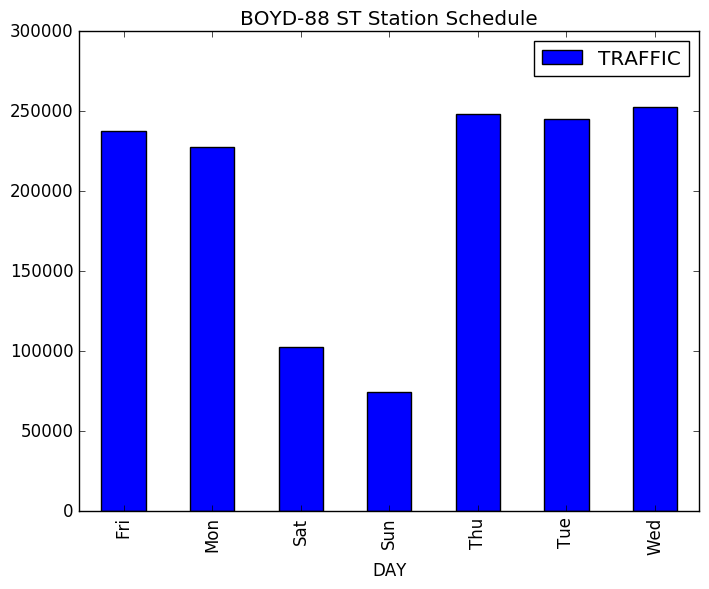 BOYD-88 ST Station Schedule
300000
250000
200000
150000
100000
50000
0
TRAFFIC
Fri
Mon
Sat
Sun
Thu
Tue
Wed
DAY